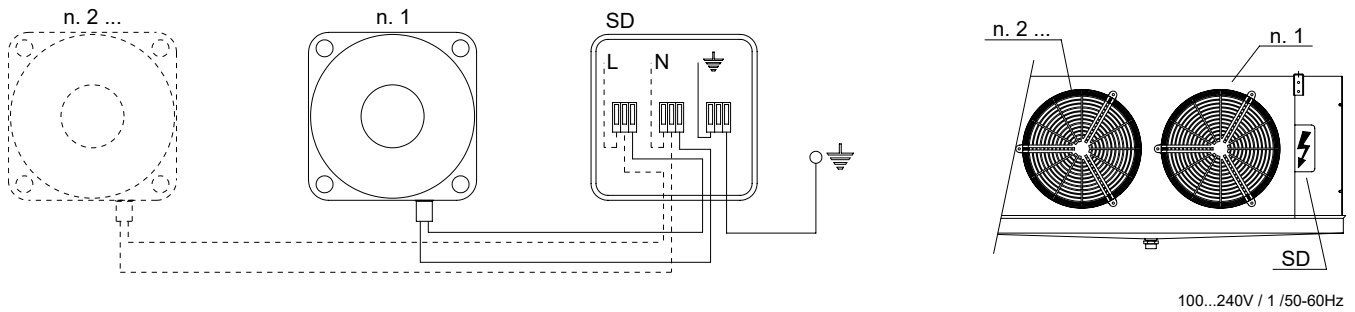 n. 2 ...
n. 1
SD
L
N
n. 2 ...
n. 1
SD
100...240V / 1 /50-60Hz